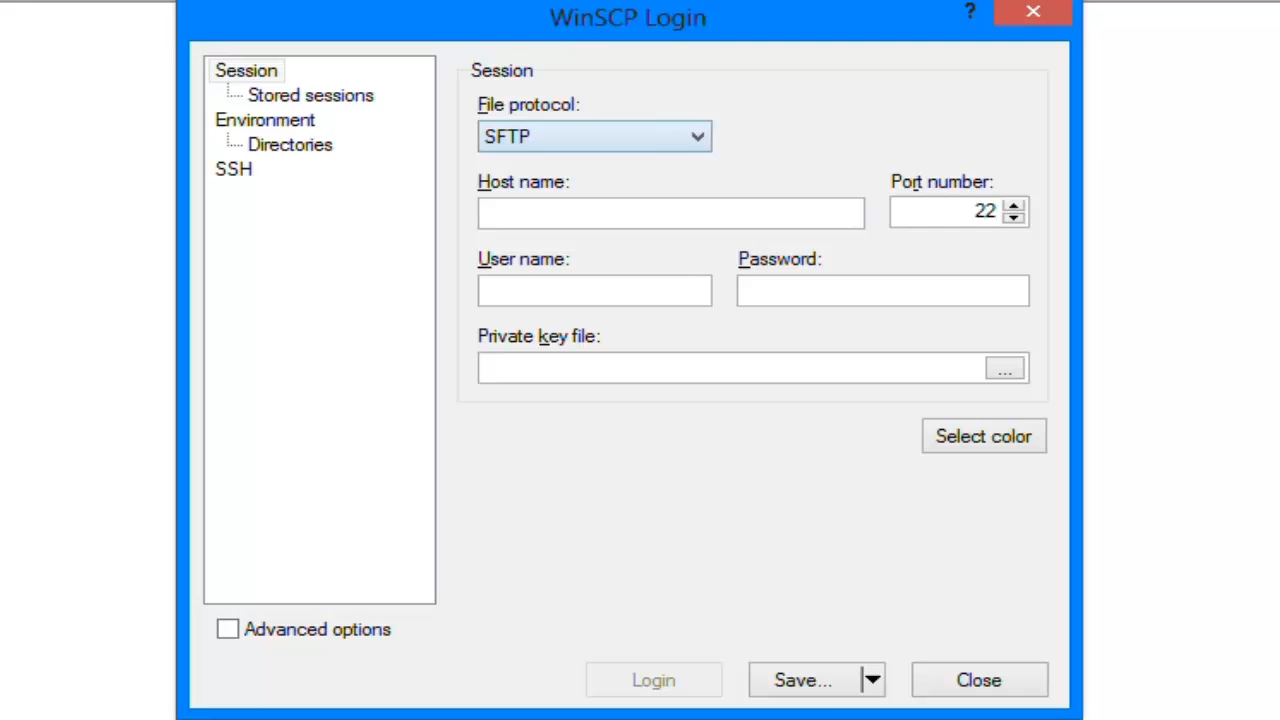 WinSCP Login
?
Session
Stored sessions
Environment
Directories
SSH
Advanced options
Session
File protocol:
SFTP
Host name:
Port number:
22
User name:
Password:
Private key file:
...
Select color
Login
Save...
Close